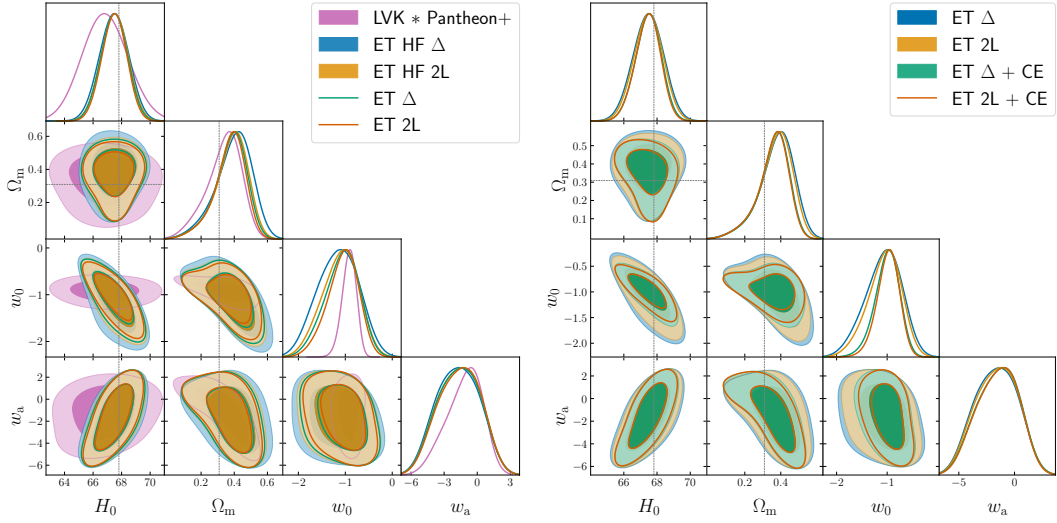 LVK ∗ Pantheon+
ET HF Δ
ET HF 2L
ET Δ
ET 2L
0.6
0.4
0.2
Ωm
0
−1
−2
w0
2
0
−2
−4
−6
wa
64 66 68 70
H0
0.2 0.4 0.6
Ωm
−2 −1 0
w0
−6 −3 0 3
wa
ET Δ
ET 2L
ET Δ + CE
ET 2L + CE
0.5
0.4
0.3
0.2
0.1
Ωm
−0.5
−1.0
−1.5
−2.0
w0
2
0
−2
−4
−6
wa
66 68 70
H0
0.2 0.4
Ωm
−2 −1
w0
−5 0
wa